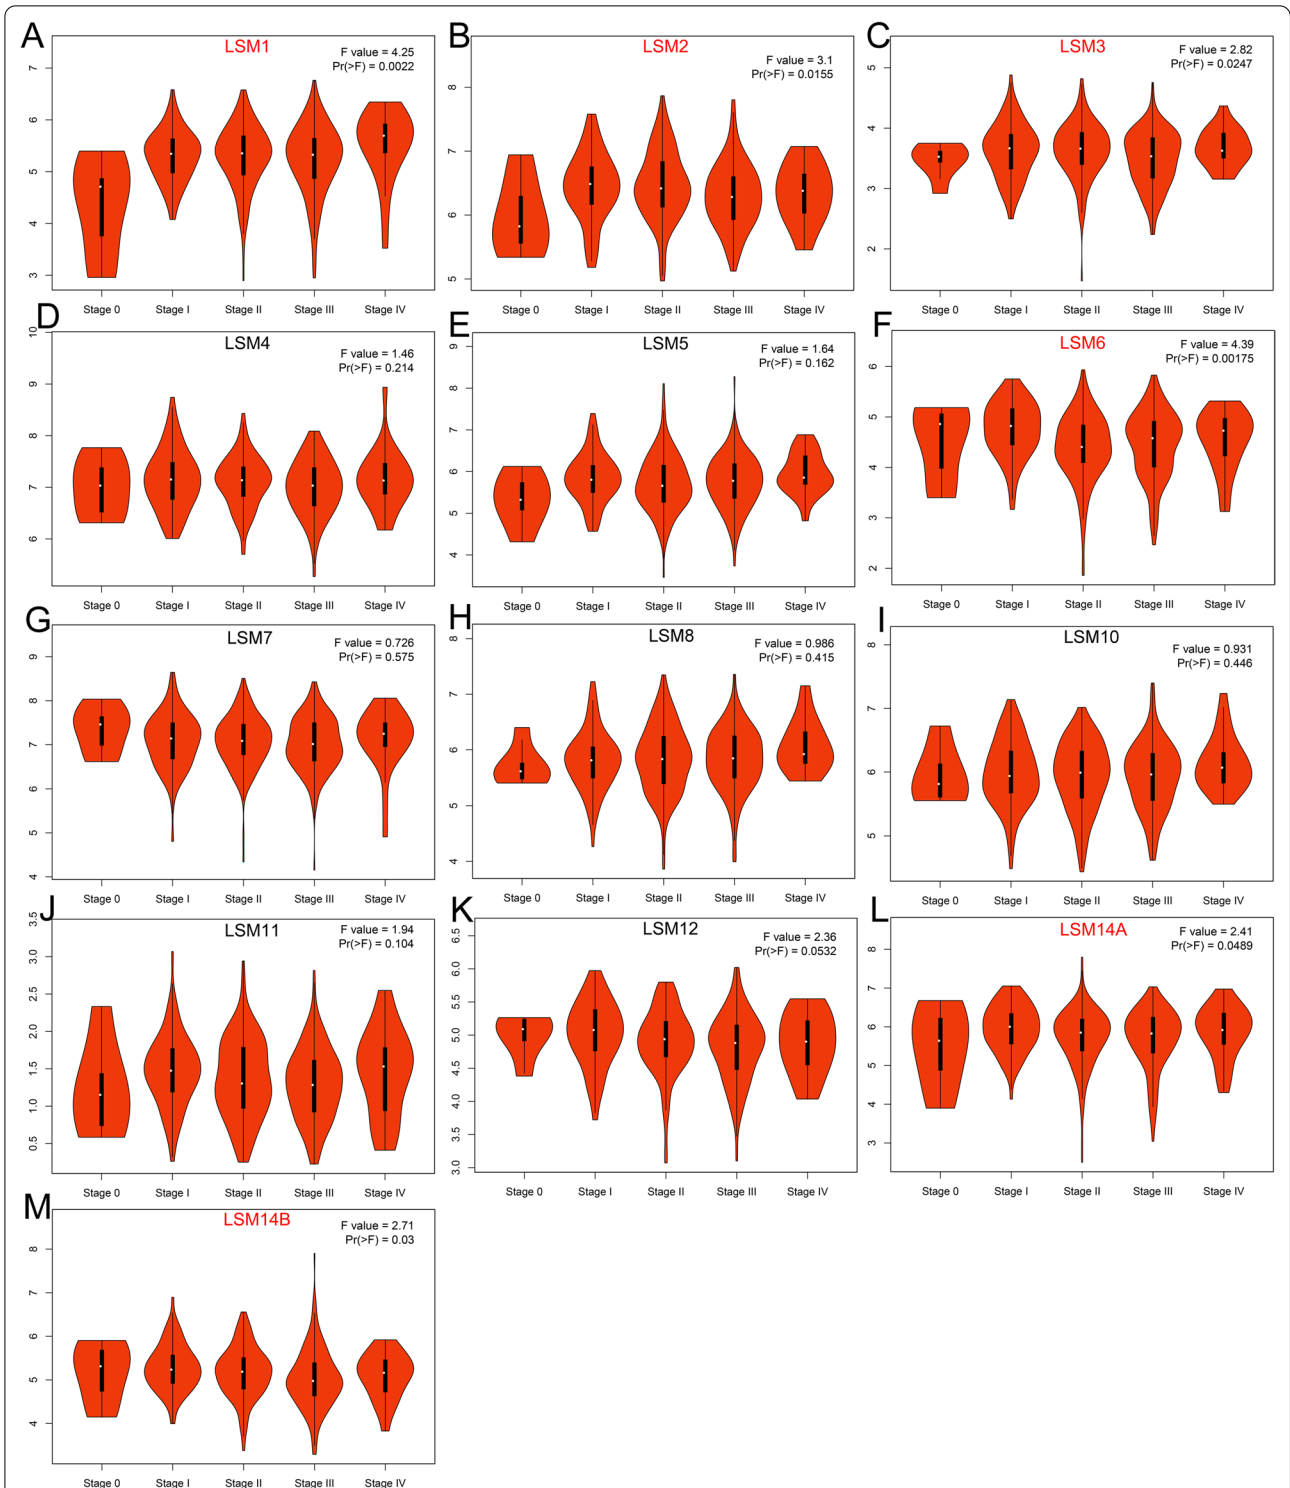 A
LSM1
F value = 4.25
Pr(>F) = 0.0022
7
6
5
4
3
Stage 0 Stage I Stage II Stage III Stage IV
B
LSM2
F value = 3.1
Pr(>F) = 0.0155
8
7
6
5
Stage 0 Stage I Stage II Stage III Stage IV
C
LSM3
F value = 2.82
Pr(>F) = 0.0247
5
4
3
2
Stage 0 Stage I Stage II Stage III Stage IV
D
LSM4
F value = 1.46
Pr(>F) = 0.214
10
9
8
7
6
Stage 0 Stage I Stage II Stage III Stage IV
E
LSM5
F value = 1.64
Pr(>F) = 0.162
9
8
7
6
5
4
Stage 0 Stage I Stage II Stage III Stage IV
F
LSM6
F value = 4.39
Pr(>F) = 0.00175
6
5
4
3
2
Stage 0 Stage I Stage II Stage III Stage IV
G
LSM7
F value = 0.726
Pr(>F) = 0.575
9
8
7
6
5
4
Stage 0 Stage I Stage II Stage III Stage IV
H
LSM8
F value = 0.986
Pr(>F) = 0.415
8
7
6
5
4
Stage 0 Stage I Stage II Stage III Stage IV
I
LSM10
F value = 0.931
Pr(>F) = 0.446
8
7
6
5
Stage 0 Stage I Stage II Stage III Stage IV
J
LSM11
F value = 1.94
Pr(>F) = 0.104
3.5
3.0
2.5
2.0
1.5
1.0
0.5
Stage 0 Stage I Stage II Stage III Stage IV
K
LSM12
F value = 2.36
Pr(>F) = 0.0532
6.5
6.0
5.5
5.0
4.5
4.0
3.5
3.0
Stage 0 Stage I Stage II Stage III Stage IV
L
LSM14A
F value = 2.41
Pr(>F) = 0.0489
8
7
6
5
4
3
Stage 0 Stage I Stage II Stage III Stage IV
M
LSM14B
F value = 2.71
Pr(>F) = 0.03
8
7
6
5
4
Stage 0 Stage I Stage II Stage III Stage IV